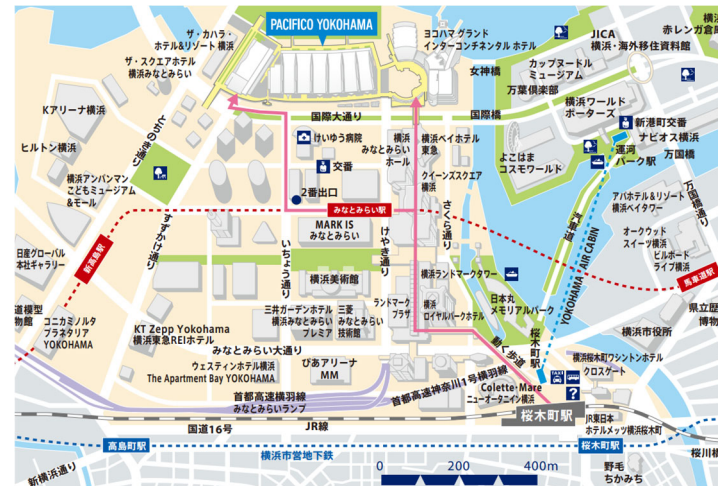 ザ・カハラ・
ホテル&リゾート 横浜
PACIFICO YOKOHAMA
ヨコハマ グランド
インターコンチネンタル ホテル
JICA
横浜・海外移住資料館
赤レンガ倉庫
ザ・スクエアホテル
横浜みなとみらい
女神橋
カップヌードル
ミュージアム
万葉倶楽部
Kアリーナ横浜
とちのき通り
国際大通り
国際橋
横浜ワールド
ポーターズ
新港町交番
ナビオス横浜
ヒルトン横浜
けいゆう病院
横浜
みなとみらい
ホール
横浜ベイホテル
東急
よこはま
コスモワールド
運河
パーク駅
万国橋
横浜アンパンマン
こどもミュージアム
&モール
交番
クイーンズスクエア
横浜
2番出口
みなとみらい駅
さくら通り
汽車道
万国橋通り
アパホテル&リゾート
横浜ベイタワー
すずかけ通り
MARK IS
みなとみらい
いちょう通り
けやき通り
YOKOHAMA AIR CABIN
オークウッド
スイーツ横浜
ビルボード
ライブ横浜
日産グローバル
本社ギャラリー
新高島駅
横浜美術館
横浜ランドマークタワー
馬車道駅
道模型
物館
コニカミノルタ
プラネタリア
YOKOHAMA
KT Zepp Yokohama
横浜東急REIホテル
三井ガーデンホテル
横浜みなとみらい
プレミア
三菱
みなとみらい
技術館
ランドマーク
プラザ
横浜
ロイヤルパークホテル
日本丸
メモリアルパーク
県立歴
博物
横浜市役所
みなとみらい大通り
動く歩道
桜木町駅
ウェスティンホテル横浜
The Apartment Bay YOKOHAMA
ぴあアリーナ
MM
横浜桜木町ワシントンホテル
クロスゲート
TAXI
首都高速横羽線
みなとみらいランプ
首都高速神奈川1号横羽線
Colette・Mare
ニューオータニイン横浜
?
国道16号
JR線
桜木町駅
JR東日本
ホテルメッツ横浜桜木町
高島町駅
横浜市営地下鉄
桜木町駅
桜川橋
新横浜通り
0
200
400m
野毛
ちかみち